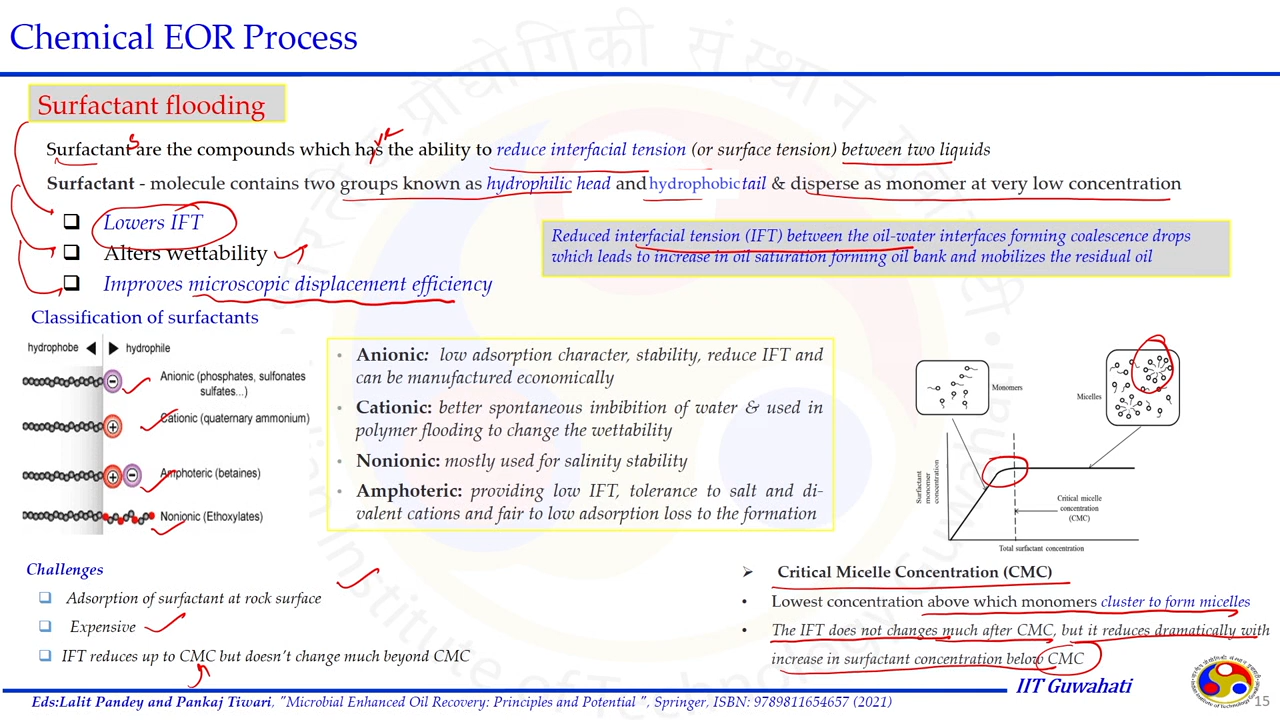 Chemical EOR Process
Surfactant flooding
Surfactants are the compounds which has ve the ability to reduce interfacial tension (or surface tension) between two liquids
Surfactant - molecule contains two groups known as hydrophilic head and hydrophobic tail & disperse as monomer at very low concentration
Lowers IFT
Alters wettability
Improves microscopic displacement efficiency
Reduced interfacial tension (IFT) between the oil-water interfaces forming coalescence drops
which leads to increase in oil saturation forming oil bank and mobilizes the residual oil
Classification of surfactants
hydrophobe hydrophile
Anionic (phosphates, sulfonates
sulfates...)
Cationic (quaternary ammonium)
Amphoteric (betaines)
Nonionic (Ethoxylates)
• Anionic: low adsorption character, stability, reduce IFT and
can be manufactured economically
• Cationic: better spontaneous imbibition of water & used in
polymer flooding to change the wettability
• Nonionic: mostly used for salinity stability
• Amphoteric: providing low IFT, tolerance to salt and di-
valent cations and fair to low adsorption loss to the formation
Monomers
Micelles
Surfactant
monomer
concentration
Critical micelle
concentration
(CMC)
Total surfactant concentration
Challenges
Adsorption of surfactant at rock surface
Expensive
IFT reduces up to CMC but doesn't change much beyond CMC
➢ Critical Micelle Concentration (CMC)
• Lowest concentration above which monomers cluster to form micelles
• The IFT does not changes much after CMC, but it reduces dramatically with
increase in surfactant concentration below CMC
IIT Guwahati
Eds:Lalit Pandey and Pankaj Tiwari, "Microbial Enhanced Oil Recovery: Principles and Potential ", Springer, ISBN: 9789811654657 (2021)
15